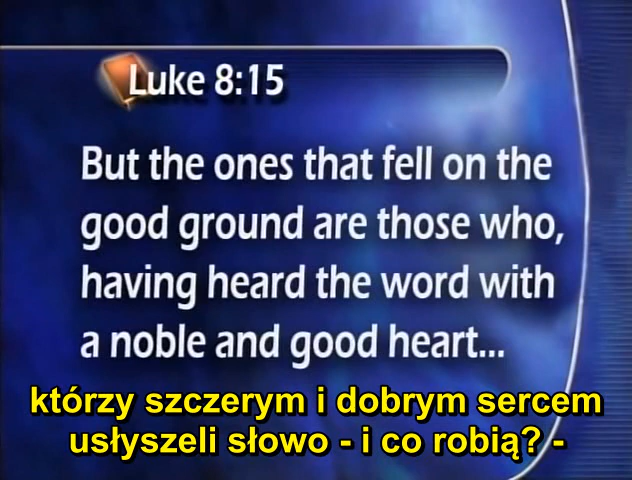 Luke 8:15
But the ones that fell on the
good ground are those who,
having heard the word with
a noble and good heart...
którzy szczerym i dobrym sercem
usłyszeli słowo - i co robią? -